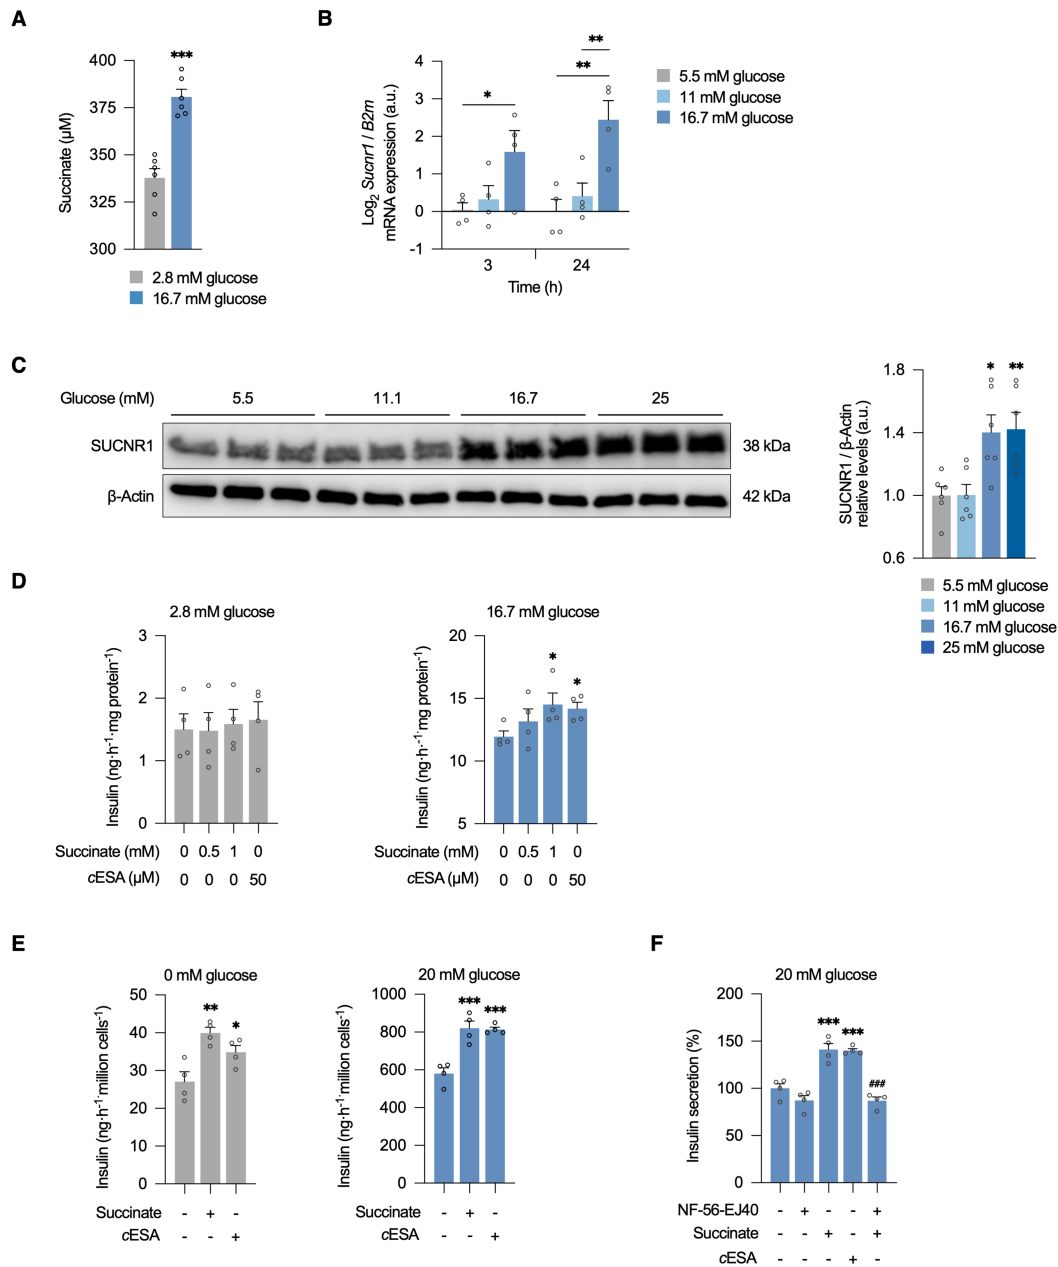 A
B
400
375
350
325
300
Succinate (µM)
***
2.8 mM glucose
16.7 mM glucose
4
3
2
1
0
-1
Log2 Sucnr1 / B2m
mRNA expression (a.u.)
*
**
**
3
24
Time (h)
5.5 mM glucose
11 mM glucose
16.7 mM glucose
C
Glucose (mM)
5.5
11.1
16.7
25
SUCNR1
38 kDa
β-Actin
42 kDa
1.8
1.4
1.0
0.6
SUCNR1 / β-Actin
relative levels (a.u.)
*
**
5.5 mM glucose
11 mM glucose
16.7 mM glucose
25 mM glucose
D
2.8 mM glucose
3
2
1
0
Insulin (ng·h-1·mg protein-1)
Succinate (mM) 0 0.5 1 0
cESA (µM) 0 0 0 50
16.7 mM glucose
20
15
10
5
Insulin (ng·h-1·mg protein-1)
*
*
Succinate (mM) 0 0.5 1 0
cESA (µM) 0 0 0 50
E
0 mM glucose
50
40
30
20
10
0
Insulin (ng·h-1·million cells-1)
**
*
Succinate - + -
cESA - - +
20 mM glucose
1000
800
600
400
200
0
Insulin (ng·h-1·million cells-1)
***
***
Succinate - + -
cESA - - +
F
20 mM glucose
200
150
100
50
0
Insulin secretion (%)
***
***
###
NF-56-EJ40 - + - - +
Succinate - - + - +
cESA - - - + -